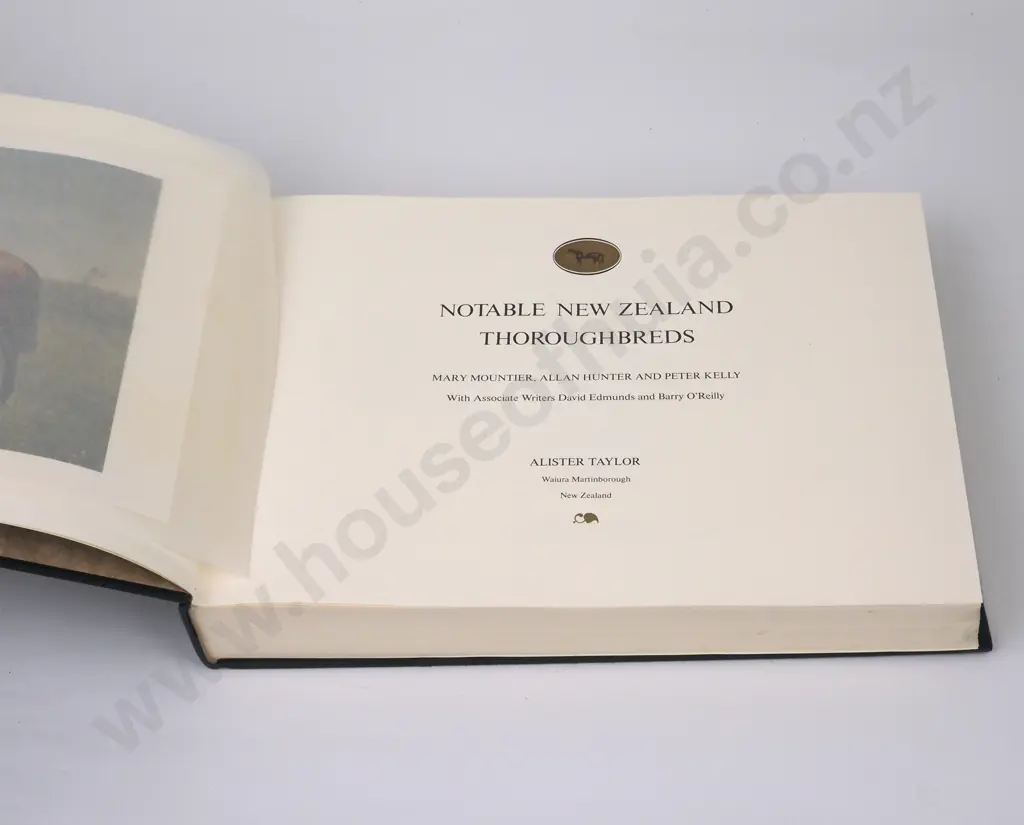 NOTABLE NEW ZEALAND
THOROUGHBREDS
MARY MOUNTIER, ALLAN HUNTER AND PETER KELLY
With Associate Writers David Edmunds and Barry O'Reilly
ALISTER TAYLOR
Waiura Martinborough
New Zealand
www.houseofhuia.co.nz